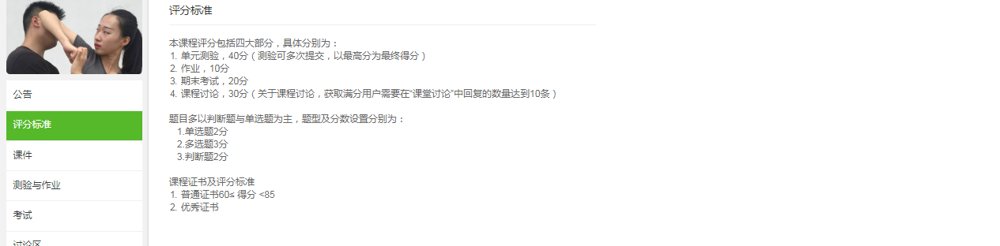 评分标准
本课程评分包括四大部分，具体分别为：
1. 单元测验，40分（测验可多次提交，以最高分为最终得分）
2. 作业，10分
3. 期末考试，20分
4. 课程讨论，30分（关于课程讨论，获取满分用户需要在“课堂讨论”中回复的数量达到10条）
题目多以判断题与单选题为主，题型及分数设置分别为：
1.单选题2分
2.多选题3分
3.判断题2分
课程证书及评分标准
1. 普通证书60≤ 得分 <85
2. 优秀证书
公告
评分标准
课件
测验与作业
考试
讨论区